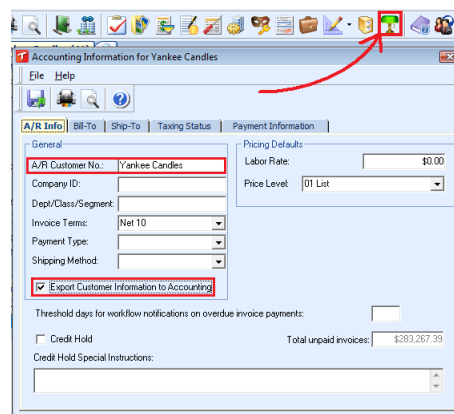 Accounting Information for Yankee Candles
File Help
A/R Info Bill-To Ship-To Taxing Status Payment Information
General Pricing Defaults
A/R Customer No.: Yankee Candles Labor Rate: $0.00
Company ID: Price Level: 01 List
Dept/Class/Segment:
Invoice Terms: Net 10
Payment Type:
Shipping Method:
Export Customer Information to Accounting
Threshold days for workflow notifications on overdue invoice payments:
Credit Hold Total unpaid invoices: $283,267.39
Credit Hold Special Instructions: